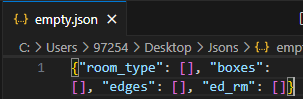 empty.json
C: > Users > 97254 > Desktop > Jsons > empt
1 {"room_type": [], "boxes":
[], "edges": [], "ed_rm": []}